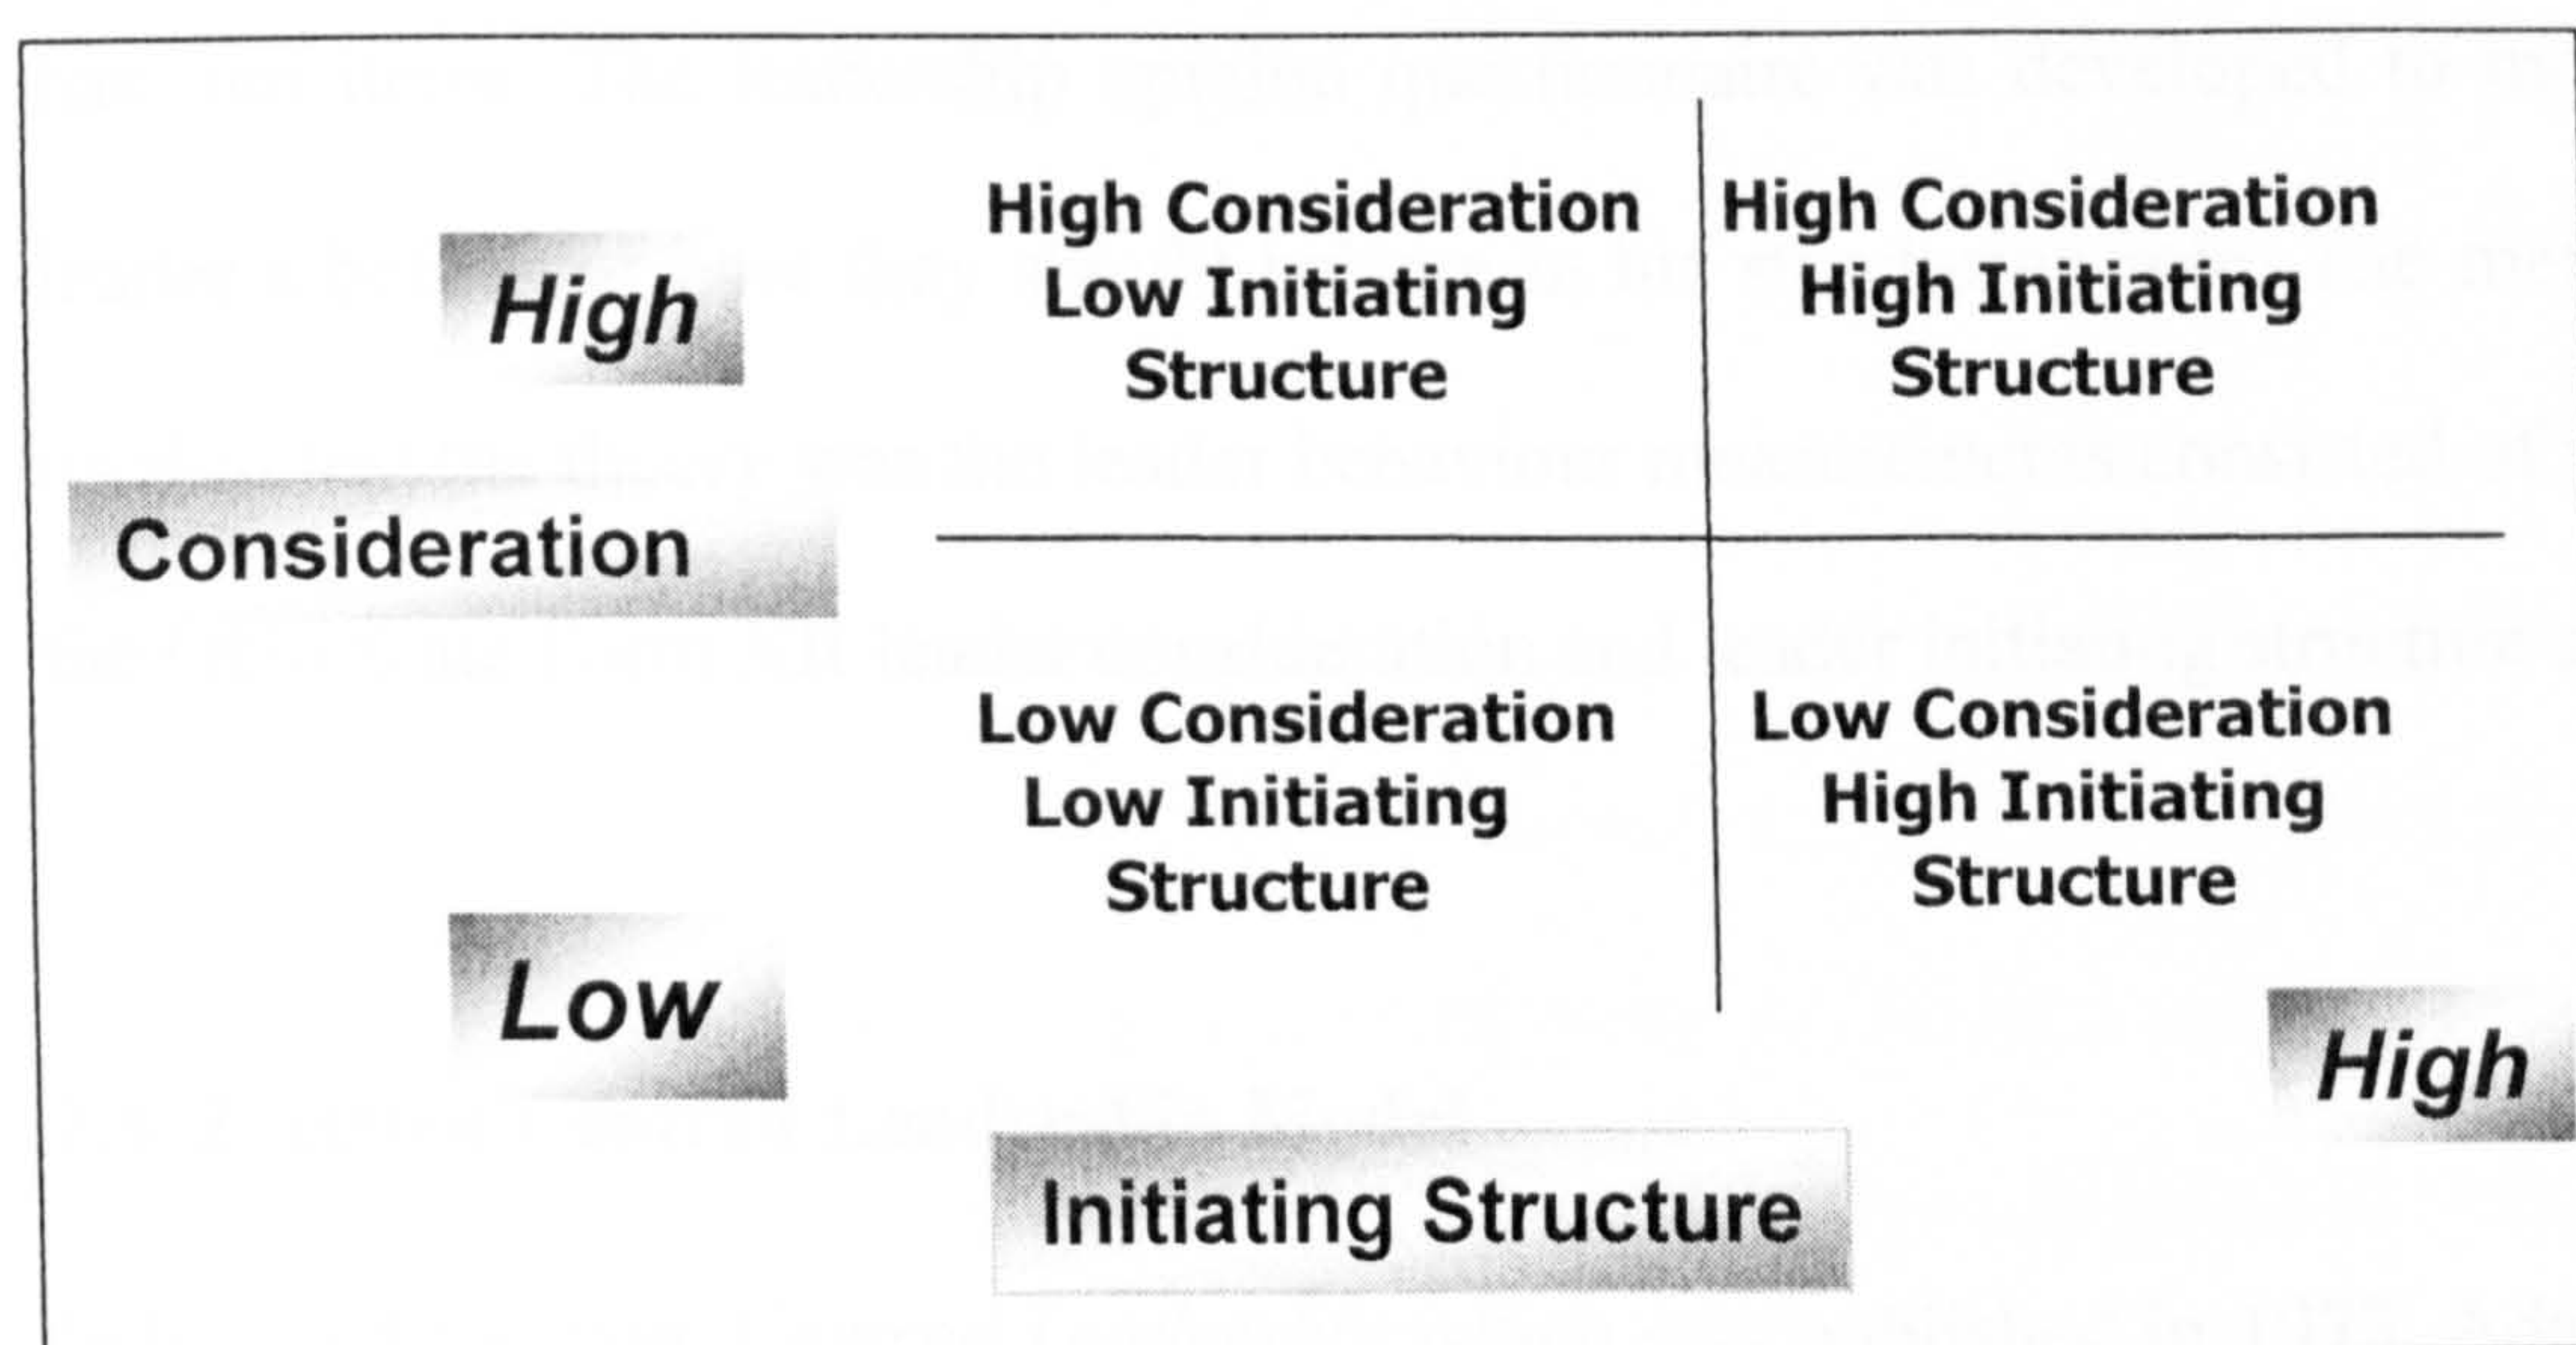 High
Consideration
Low
High Consideration
Low Initiating
Structure
High Consideration
High Initiating
Structure
Low Consideration
Low Initiating
Structure
Low Consideration
High Initiating
Structure
High
Initiating Structure